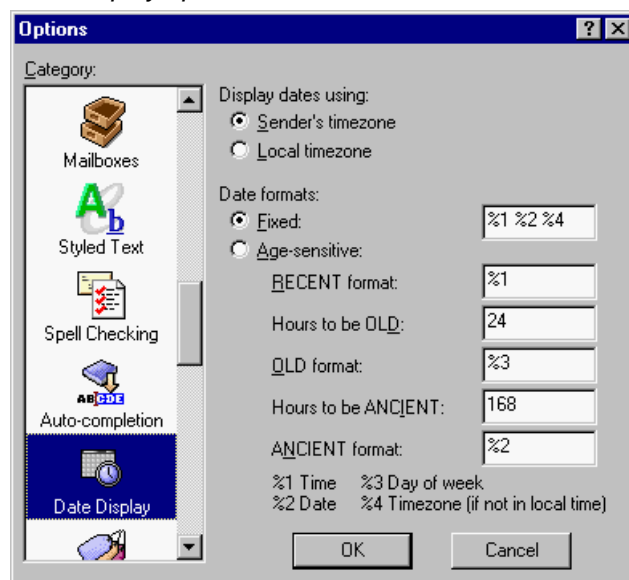 Options
Category:
Mailboxes
Styled Text
Spell Checking
ABCDE
Auto-completion
Date Display
Display dates using:
Sender's timezone
Local timezone
Date formats:
Fixed: %1 %2 %4
Age-sensitive:
RECENT format: %1
Hours to be OLD: 24
OLD format: %3
Hours to be ANCIENT: 168
ANCIENT format: %2
%1 Time %3 Day of week
%2 Date %4 Timezone (if not in local time)
OK Cancel